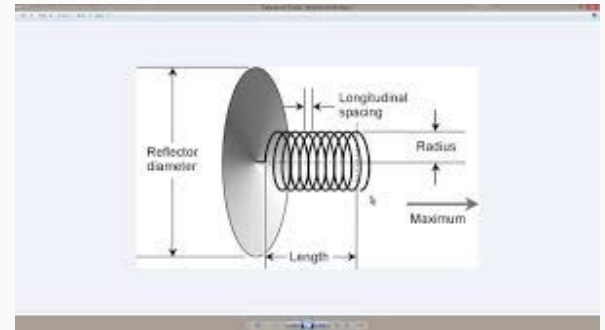 Longitudinal
spacing
Reflector
diameter
Radius
Maximum
Length